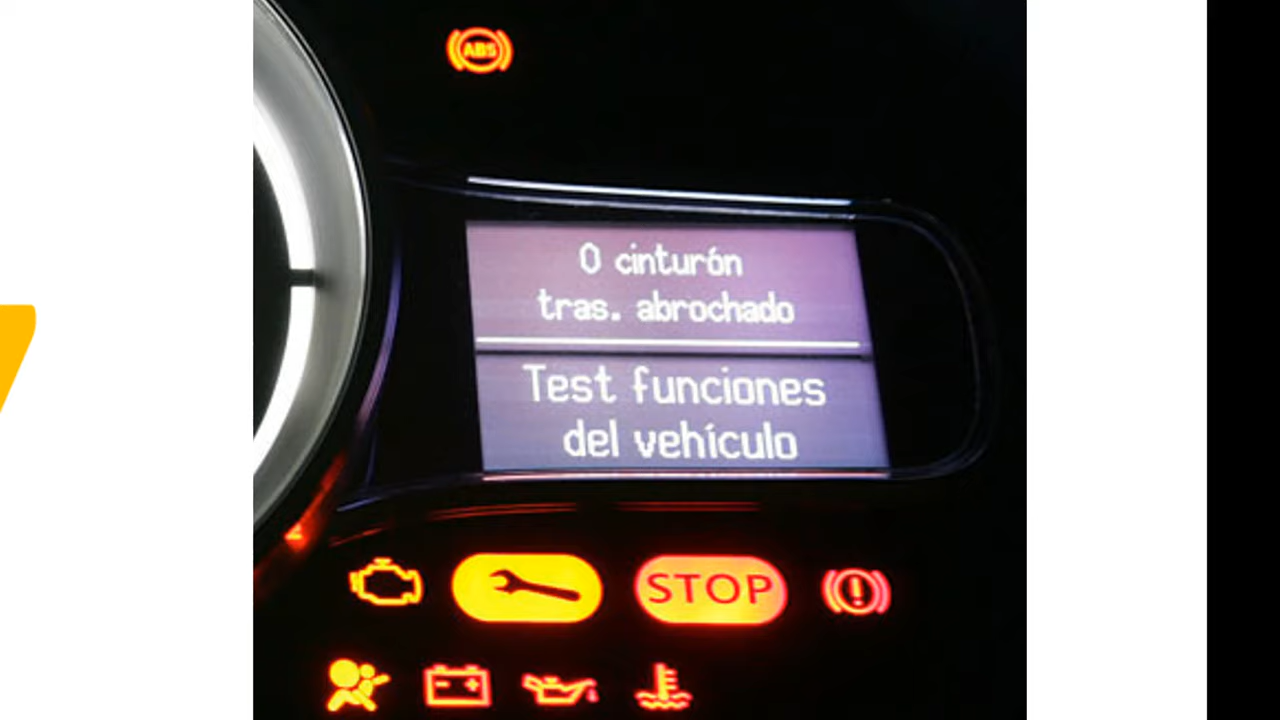 ABS
0 cinturón
tras. abrochado
Test funciones
del vehículo
STOP